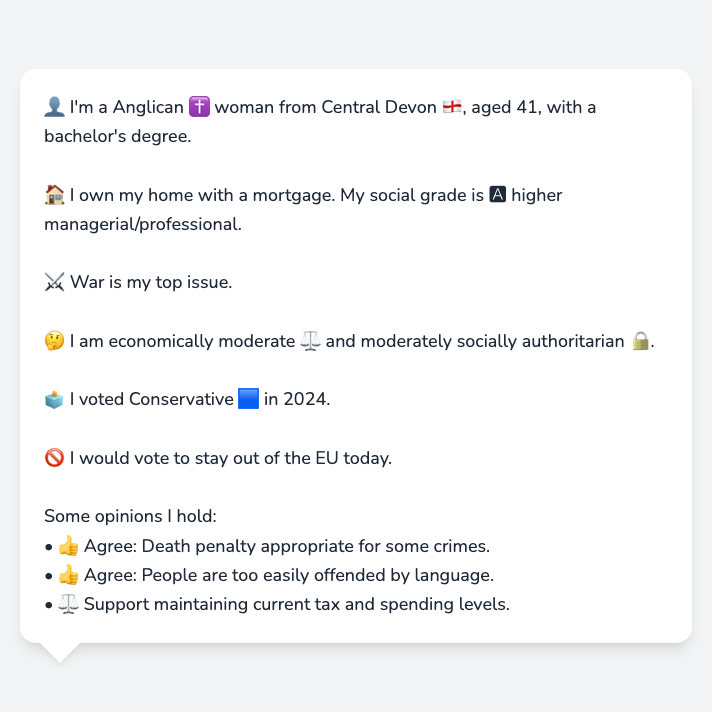 👤 I'm a Anglican ✝️ woman from Central Devon 🏴󠁧󠁢󠁥󠁮󠁧󠁿, aged 41, with a
bachelor's degree.
🏠 I own my home with a mortgage. My social grade is 🅰 higher
managerial/professional.
⚔️ War is my top issue.
🤔 I am economically moderate ⚖️ and moderately socially authoritarian 🔒.
🗳️ I voted Conservative 🟦 in 2024.
🚫 I would vote to stay out of the EU today.
Some opinions I hold:
• 👍 Agree: Death penalty appropriate for some crimes.
• 👍 Agree: People are too easily offended by language.
• ⚖️ Support maintaining current tax and spending levels.